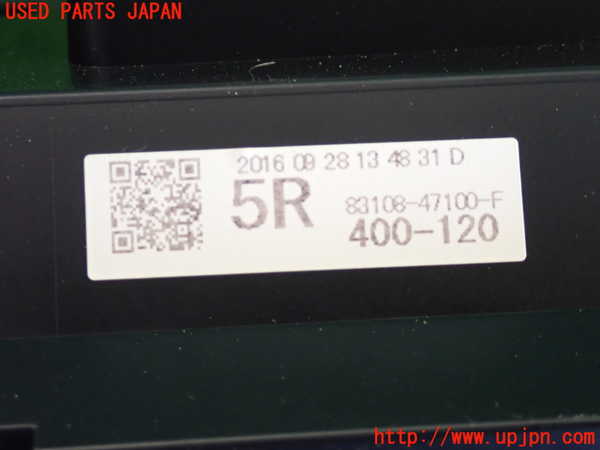 USED PARTS JAPAN
2016 09 28 13 48 31 D
5R
83108-47100-F
400-120
http://www.upjpn.com/